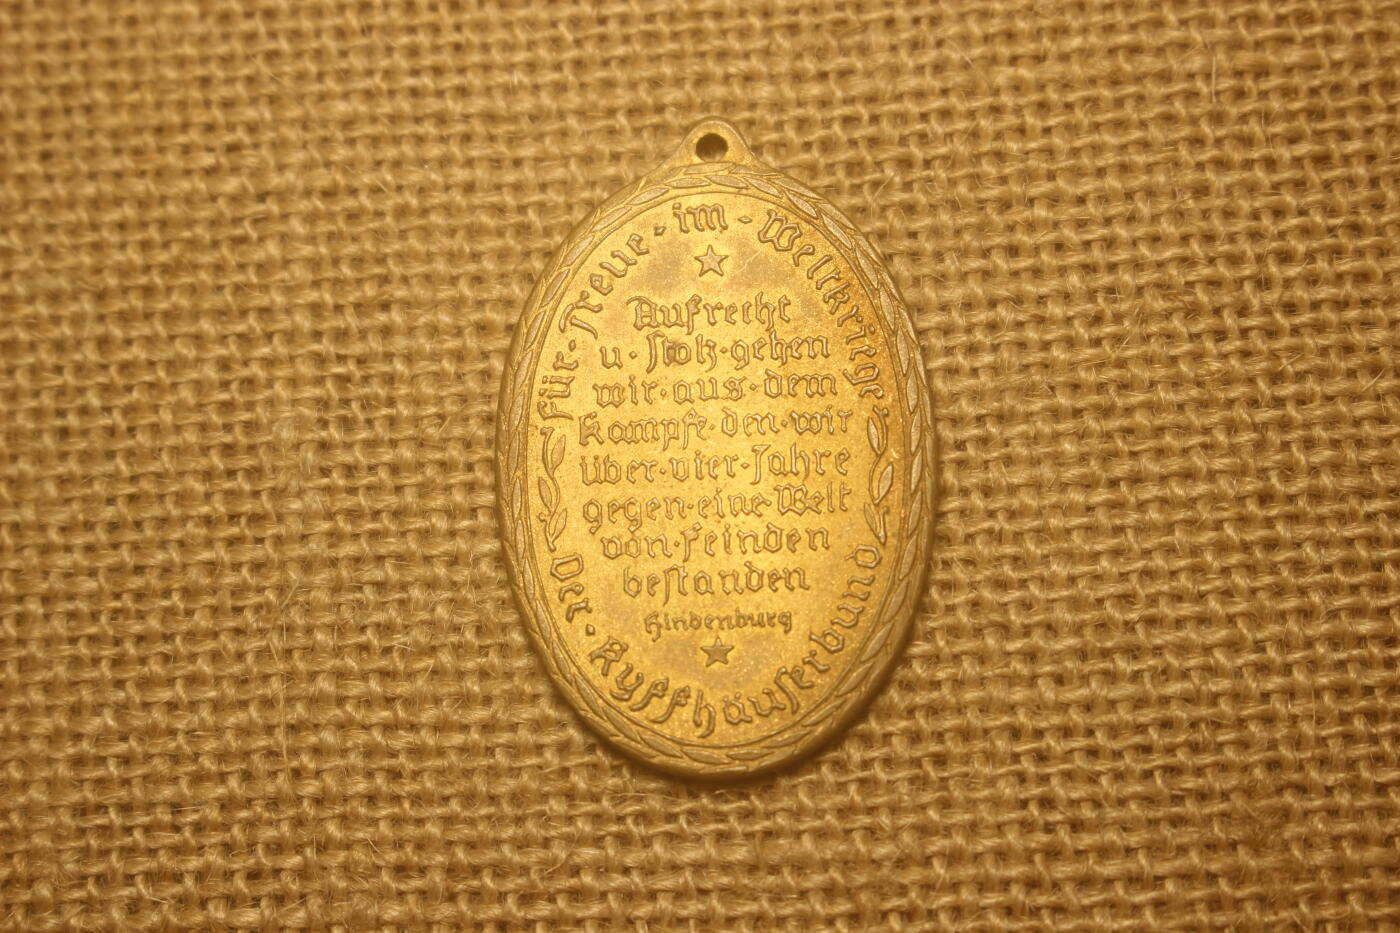 Für · Treue · im · Weltkriege
Aufrecht
u · stolz · gehen
wir · aus · dem
Kampfe · den · wir
über · vier · Jahre
gegen · eine · Welt
von · Feinden
bestanden
Hindenburg
Der · Kyffhäuserbund